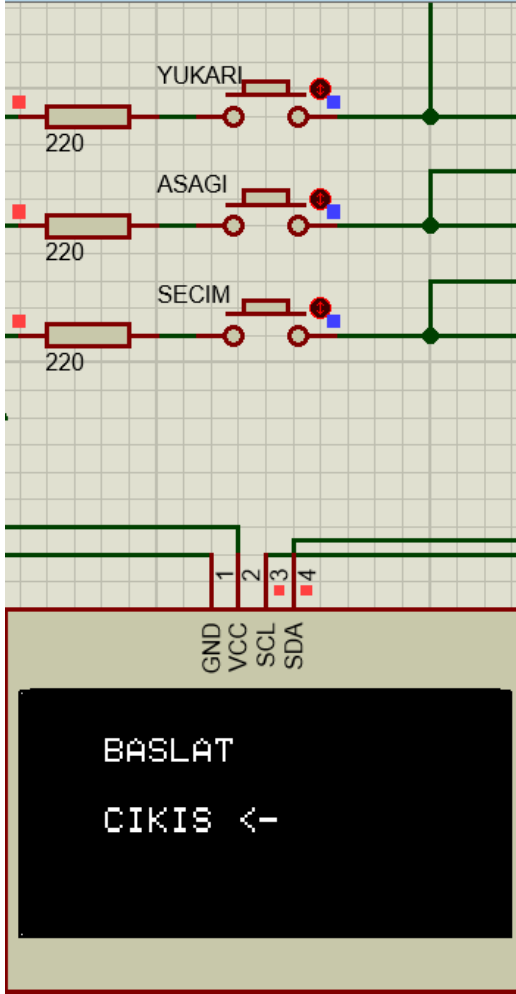 YUKARI
220
ASAGI
220
SECIM
220
1 2 3 4
GND VCC SCL SDA
BASLAT
CIKIS <-